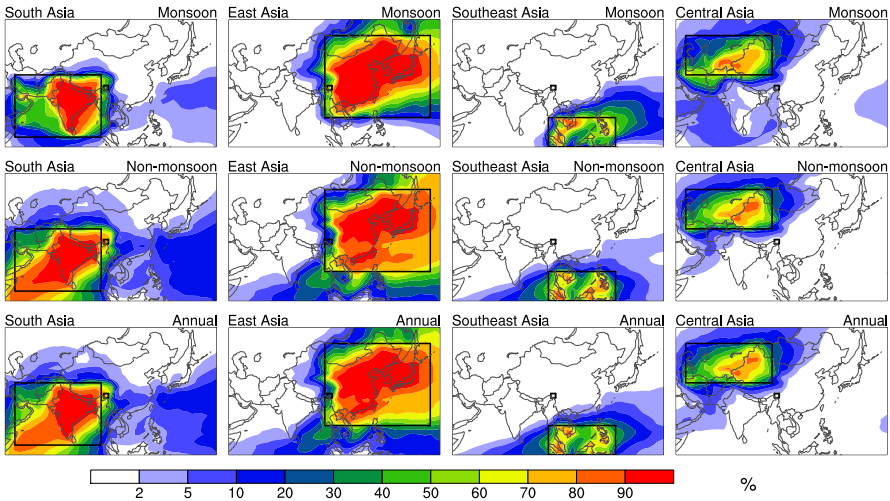 South Asia Monsoon East Asia Monsoon Southeast Asia Monsoon Central Asia Monsoon
South Asia Non-monsoon East Asia Non-monsoon Southeast Asia Non-monsoon Central Asia Non-monsoon
South Asia Annual East Asia Annual Southeast Asia Annual Central Asia Annual
2 5 10 20 30 40 50 60 70 80 90 %